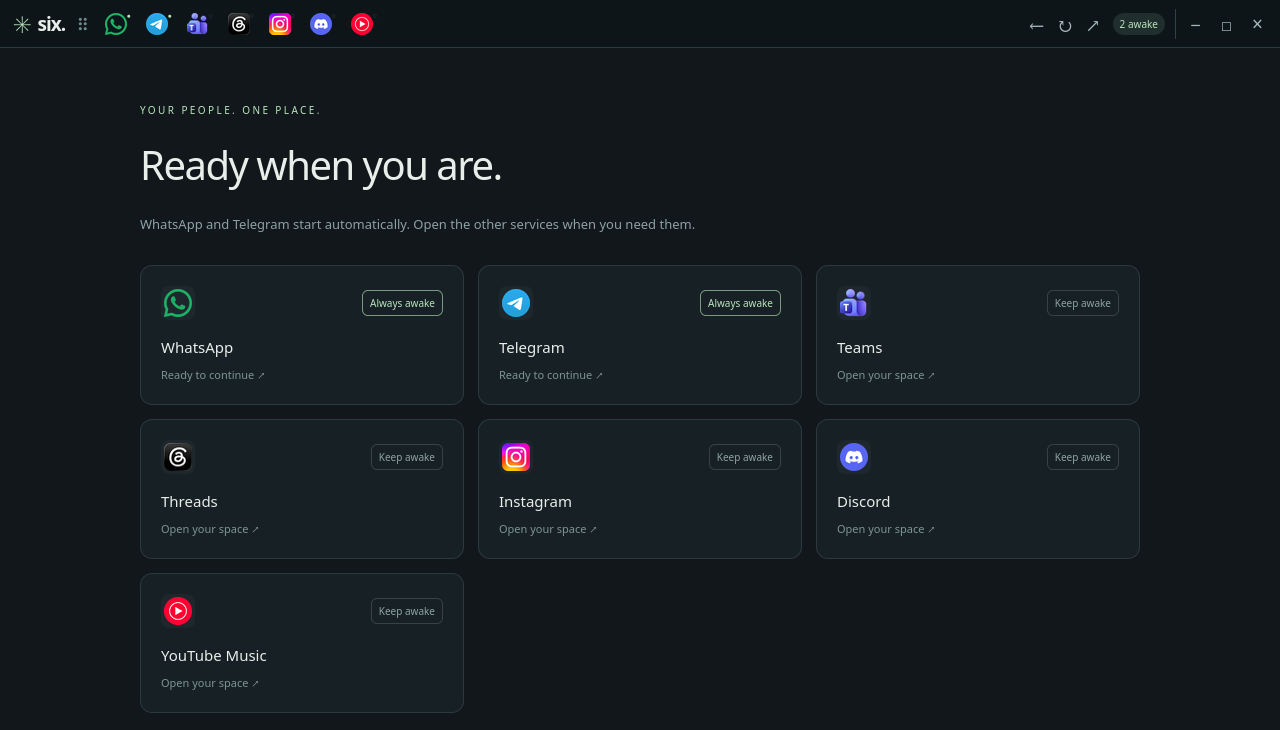 six.
2 awake
YOUR PEOPLE. ONE PLACE.
Ready when you are.
WhatsApp and Telegram start automatically. Open the other services when you need them.
Always awake
WhatsApp
Ready to continue ↗
Always awake
Telegram
Ready to continue ↗
Keep awake
Teams
Open your space ↗
Keep awake
Threads
Open your space ↗
Keep awake
Instagram
Open your space ↗
Keep awake
Discord
Open your space ↗
Keep awake
YouTube Music
Open your space ↗